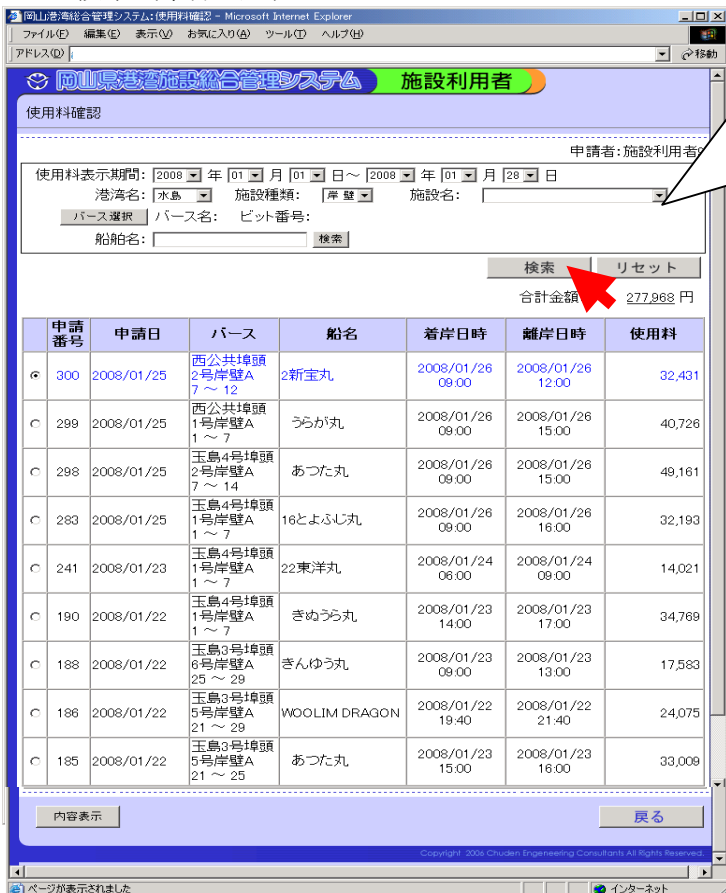 岡山港湾総合管理システム:使用料確認 - Microsoft Internet Explorer
ファイル(F) 編集(E) 表示(V) お気に入り(A) ツール(T) ヘルプ(H)
アドレス(D) 移動
岡山県港湾施設総合管理システム 施設利用者
使用料確認
申請者:施設利用者
使用料表示期間: 2008 年 01 月 01 日～ 2008 年 01 月 28 日
港湾名: 水島 施設種類: 岸壁 施設名:
バース選択 バース名: ビット番号:
船舶名: 検索
検索 リセット
合計金額 277,968 円
申請番号 申請日 バース 船名 着岸日時 離岸日時 使用料
300 2008/01/25 西公共埠頭2号岸壁A 7 ～ 12 2新宝丸 2008/01/26 09:00 2008/01/26 12:00 32,431
299 2008/01/25 西公共埠頭1号岸壁A 1 ～ 7 うらが丸 2008/01/26 09:00 2008/01/26 15:00 40,726
298 2008/01/25 玉島4号埠頭2号岸壁A 7 ～ 14 あつた丸 2008/01/26 09:00 2008/01/26 15:00 49,161
283 2008/01/25 玉島4号埠頭1号岸壁A 1 ～ 7 16とよふじ丸 2008/01/26 09:00 2008/01/26 16:00 32,193
241 2008/01/23 玉島4号埠頭1号岸壁A 1 ～ 7 22東洋丸 2008/01/24 06:00 2008/01/24 09:00 14,021
190 2008/01/22 玉島4号埠頭1号岸壁A 1 ～ 7 きぬうら丸 2008/01/23 14:00 2008/01/23 17:00 34,769
188 2008/01/22 玉島3号埠頭6号岸壁A 25 ～ 29 きんゆう丸 2008/01/23 09:00 2008/01/23 13:00 17,583
186 2008/01/22 玉島3号埠頭5号岸壁A 21 ～ 29 WOOLIM DRAGON 2008/01/22 19:40 2008/01/22 21:40 24,075
185 2008/01/22 玉島3号埠頭5号岸壁A 21 ～ 25 あつた丸 2008/01/23 15:00 2008/01/23 16:00 33,009
内容表示 戻る
Copyright 2006 Chuden Engeneering Consultants All Rights Reserved.
ページが表示されました インターネット